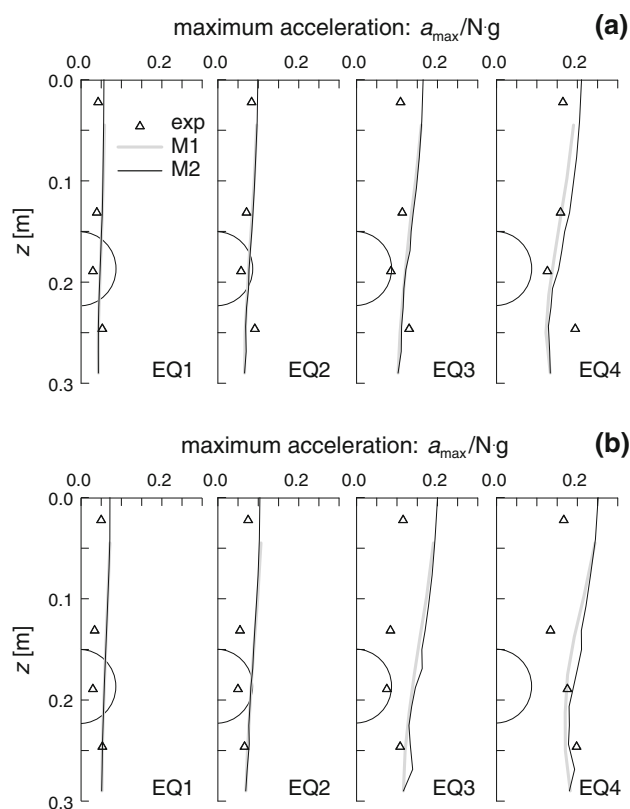 maximum acceleration: a_max/N·g (a)
0.0 0.2 0.0 0.2 0.0 0.2 0.0 0.2
0.0
exp
M1
M2
0.1
z [m]
0.2
EQ1 EQ2 EQ3 EQ4
0.3
(b)
maximum acceleration: a_max/N·g
0.0 0.2 0.0 0.2 0.0 0.2 0.0 0.2
0.0
0.1
z [m]
0.2
EQ1 EQ2 EQ3 EQ4
0.3